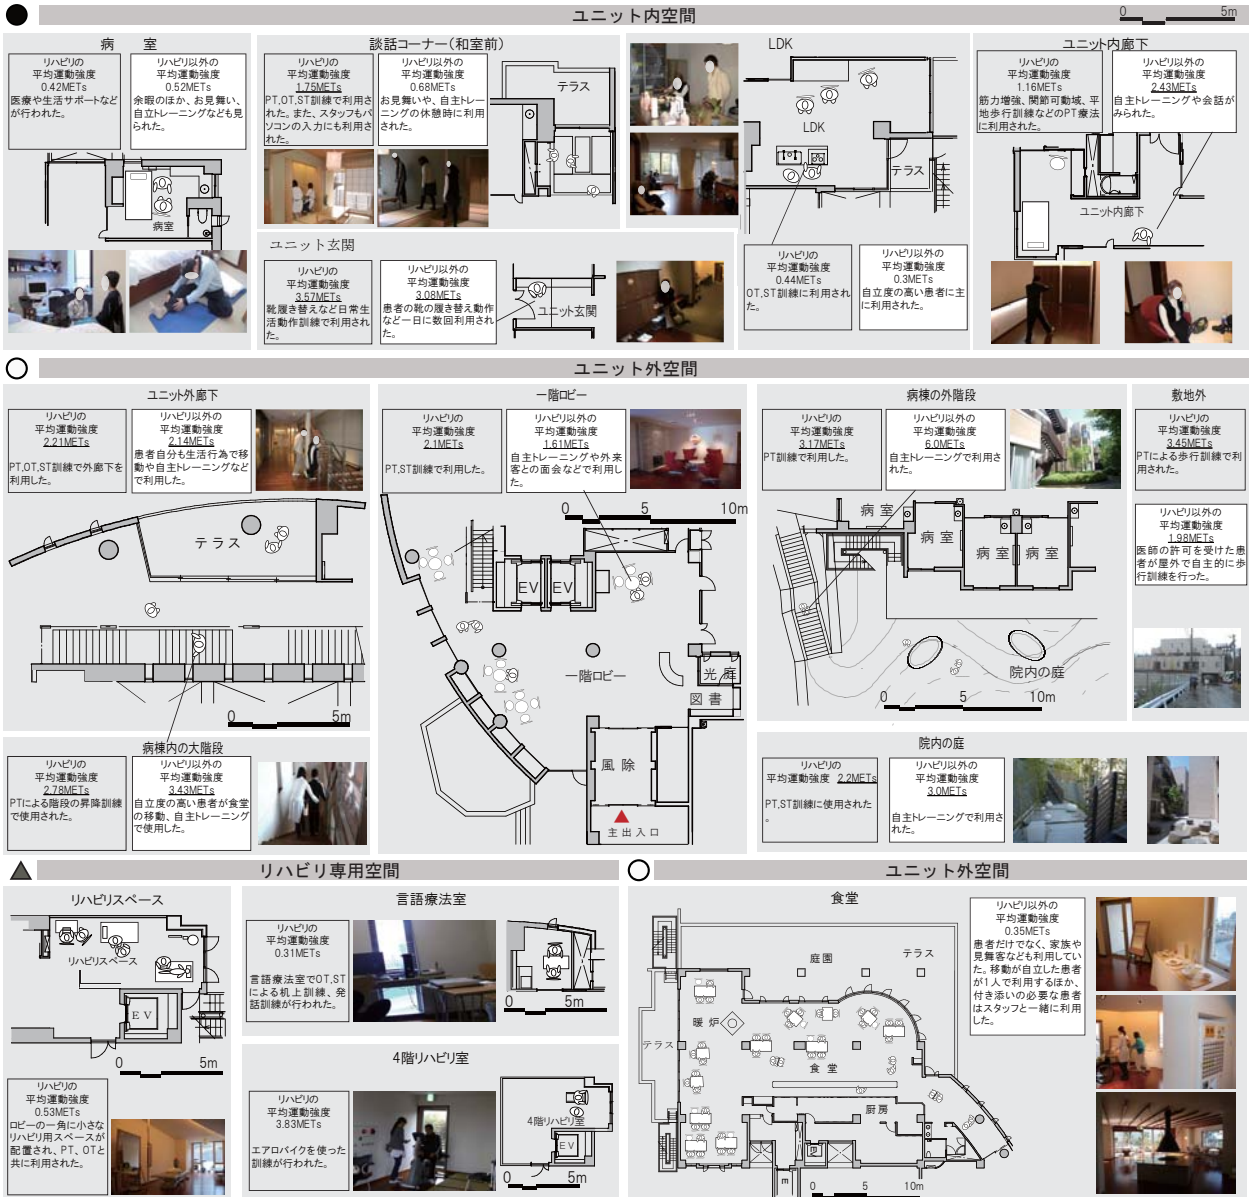 ユニット内空間
0 5m
病 室
リハビリの
平均運動強度
0.42METs
医療や生活サポートなど
が行われた。
リハビリ以外の
平均運動強度
0.52METs
余暇のほか、お見舞い、
自立トレーニングなども見
られた。
病室
談話コーナー(和室前)
リハビリの
平均運動強度
1.75METs
PT,OT,ST訓練で利用さ
れた。また、スタッフもパ
ソコンの入力にも利用さ
れた。
リハビリ以外の
平均運動強度
0.68METs
お見舞いや、自主トレー
ニングの休憩時に利用
された。
テラス
ユニット玄関
リハビリの
平均運動強度
3.57METs
靴履き替えなど日常生
活動作訓練で利用され
た。
リハビリ以外の
平均運動強度
3.08METs
患者の靴の履き替え動作
など一日に数回利用され
た。
ユニット玄関
LDK
LDK
テラス
リハビリの
平均運動強度
0.44METs
OT,ST訓練に利用され
た。
リハビリ以外の
平均運動強度
0.3METs
自立度の高い患者に主
に利用された。
ユニット内廊下
リハビリの
平均運動強度
1.16METs
筋力増強、関節可動域、平
地歩行訓練などのPT療法
に利用された。
リハビリ以外の
平均運動強度
2.43METs
自主トレーニングや会話が
みられた。
ユニット内廊下
ユニット外空間
ユニット外廊下
リハビリの
平均運動強度
2.21METs
PT,OT,ST訓練で外廊下を
利用した。
リハビリ以外の
平均運動強度
2.14METs
患者自分も生活行為で移
動や自主トレーニングなど
で利用した。
テラス
0 5m
病棟内の大階段
リハビリの
平均運動強度
2.78METs
PTによる階段の昇降訓練
で使用された。
リハビリ以外の
平均運動強度
3.43METs
自立度の高い患者が食堂
の移動、自主トレーニング
で使用した。
一階ロビー
リハビリの
平均運動強度
2.1METs
PT,ST訓練で利用した。
リハビリ以外の
平均運動強度
1.61METs
自主トレーニングや外来
客との面会などで利用し
た。
0 5 10m
EV EV
一階ロビー
光庭
図書
風除
主出入口
病棟の外階段
リハビリの
平均運動強度
3.17METs
PT訓練で利用した。
リハビリ以外の
平均運動強度
6.0METs
自主トレーニングで利用さ
れた。
病室
病室
病室 病室
院内の庭
0 5 10m
敷地外
リハビリの
平均運動強度
3.45METs
PTによる歩行訓練で利
用された。
リハビリ以外の
平均運動強度
1.98METs
医師の許可を受けた患
者が屋外で自主的に歩
行訓練を行った。
院内の庭
リハビリの
平均運動強度 2.2METs
PT,ST訓練に使用された
。
リハビリ以外の
平均運動強度
3.0METs
自主トレーニングで利用さ
れた。
リハビリ専用空間
リハビリスペース
リハビリスペース
EV
0 5m
リハビリの
平均運動強度
0.53METs
ロビーの一角に小さな
リハビリ用スペースが
配置され、PT、OTと
共に利用された。
言語療法室
リハビリの
平均運動強度
0.31METs
言語療法室でOT,ST
による机上訓練、発
話訓練が行われた。
0 5m
4階リハビリ室
リハビリの
平均運動強度
3.83METs
エアロバイクを使った
訓練が行われた。
4階リハビリ室
EV
0 5m
ユニット外空間
食堂
リハビリ以外の
平均運動強度
0.35METs
患者だけでなく、家族や
見舞客なども利用してい
た。移動が自立した患者
が1人で利用するほか、
付き添いの必要な患者
はスタッフと一緒に利用
した。
庭園
テラス
暖炉
テラス
食堂
厨房
0 5 10m